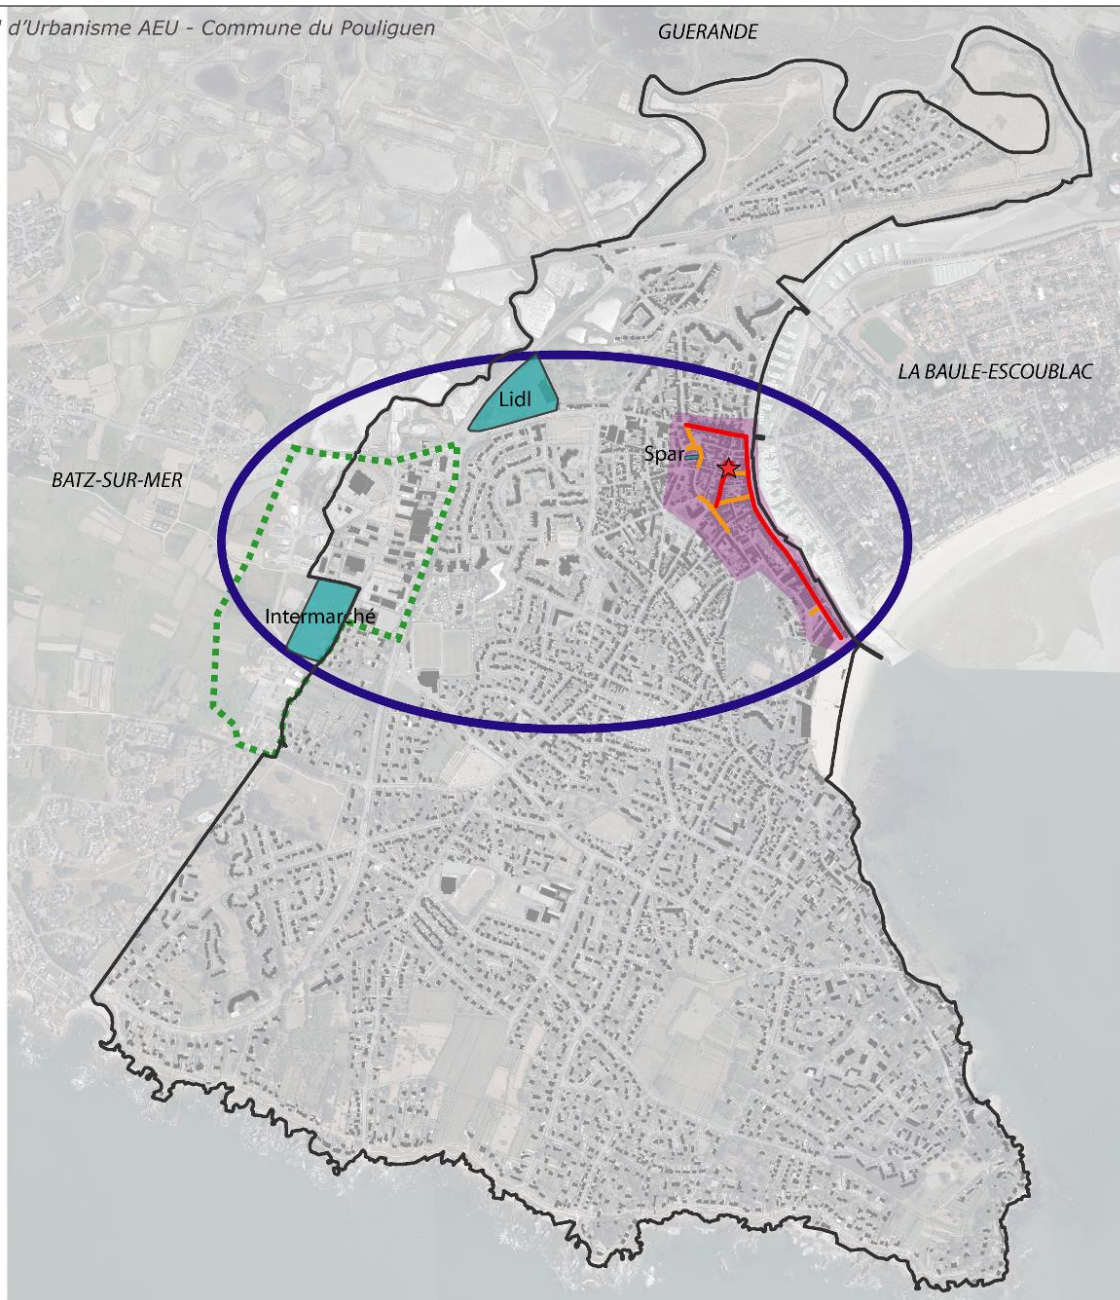 d'Urbanisme AEU - Commune du Pouliguen
GUERANDE
LA BAULE-ESCOUBLAC
Lidl
Spar
BATZ-SUR-MER
Intermarché